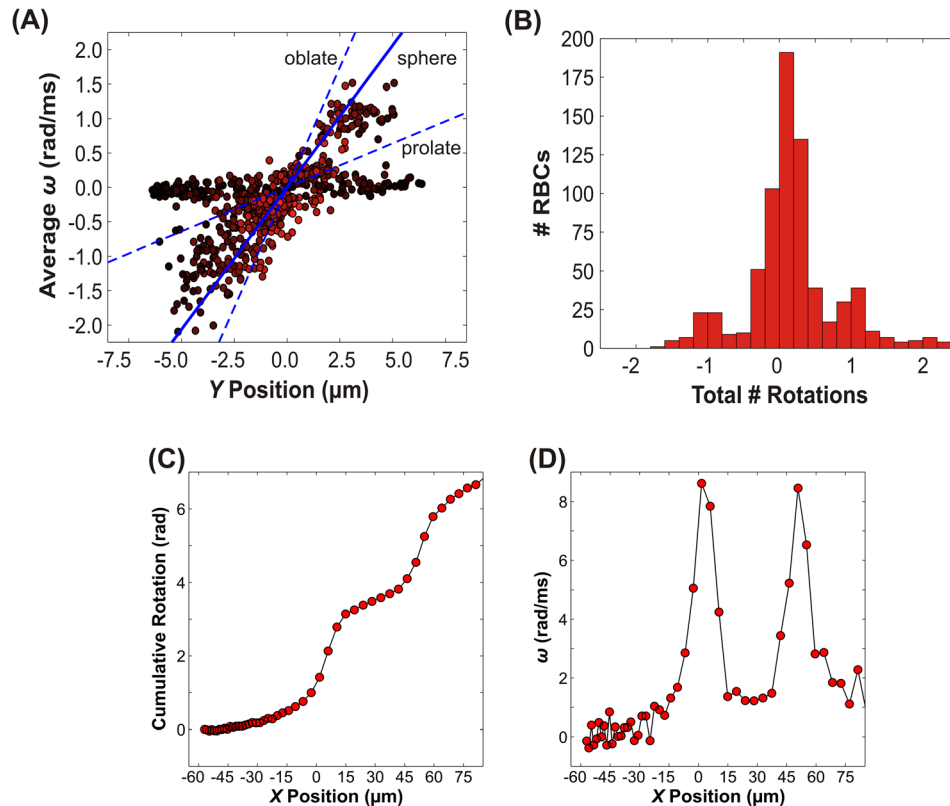 (A)
Average ω (rad/ms)
2.0
1.5
1.0
0.5
0.0
-0.5
-1.0
-1.5
-2.0
oblate
sphere
prolate
-7.5 -5.0 -2.5 0.0 2.5 5.0 7.5
Y Position (µm)
(B)
# RBCs
200
175
150
125
100
75
50
25
0
-2 -1 0 1 2
Total # Rotations
(C)
Cumulative Rotation (rad)
6
4
2
0
-60 -45 -30 -15 0 15 30 45 60 75
X Position (µm)
(D)
ω (rad/ms)
8
6
4
2
0
-60 -45 -30 -15 0 15 30 45 60 75
X Position (µm)